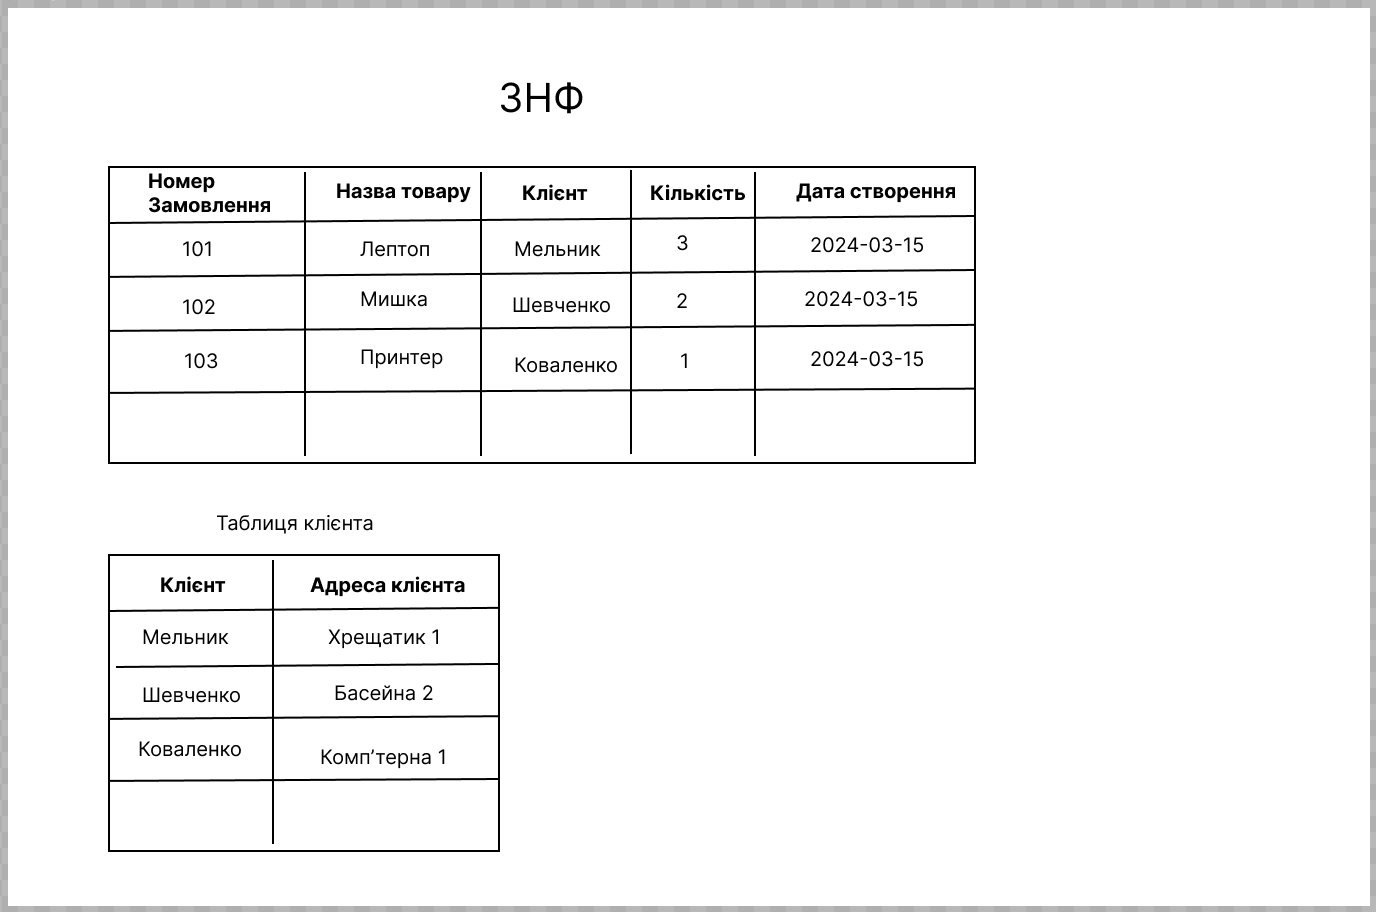 3НФ
Номер
Замовлення
Назва товару
Клієнт
Кількість
Дата створення
101
Лептоп
Мельник
3
2024-03-15
102
Мишка
Шевченко
2
2024-03-15
103
Принтер
Коваленко
1
2024-03-15
Таблиця клієнта
Клієнт
Адреса клієнта
Мельник
Хрещатик 1
Шевченко
Басейна 2
Коваленко
Комп’терна 1